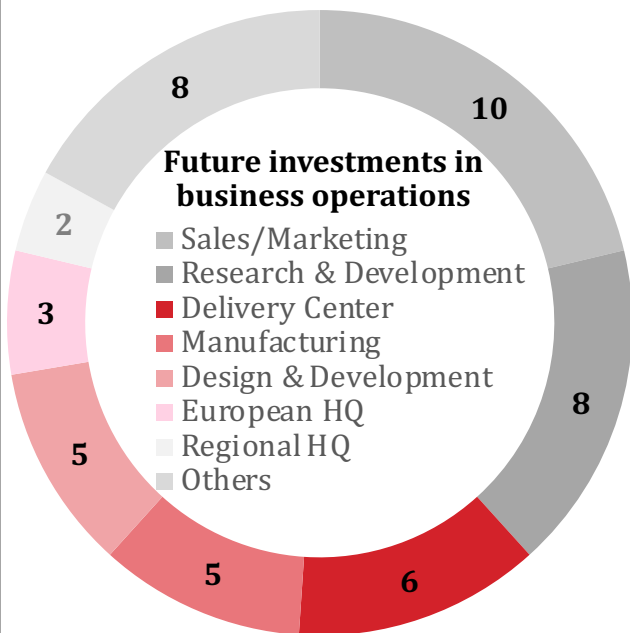 8
10
Future investments in
business operations
2
Sales/Marketing
Research & Development
3
Delivery Center
Manufacturing
Design & Development
8
European HQ
5
Regional HQ
Others
5
6